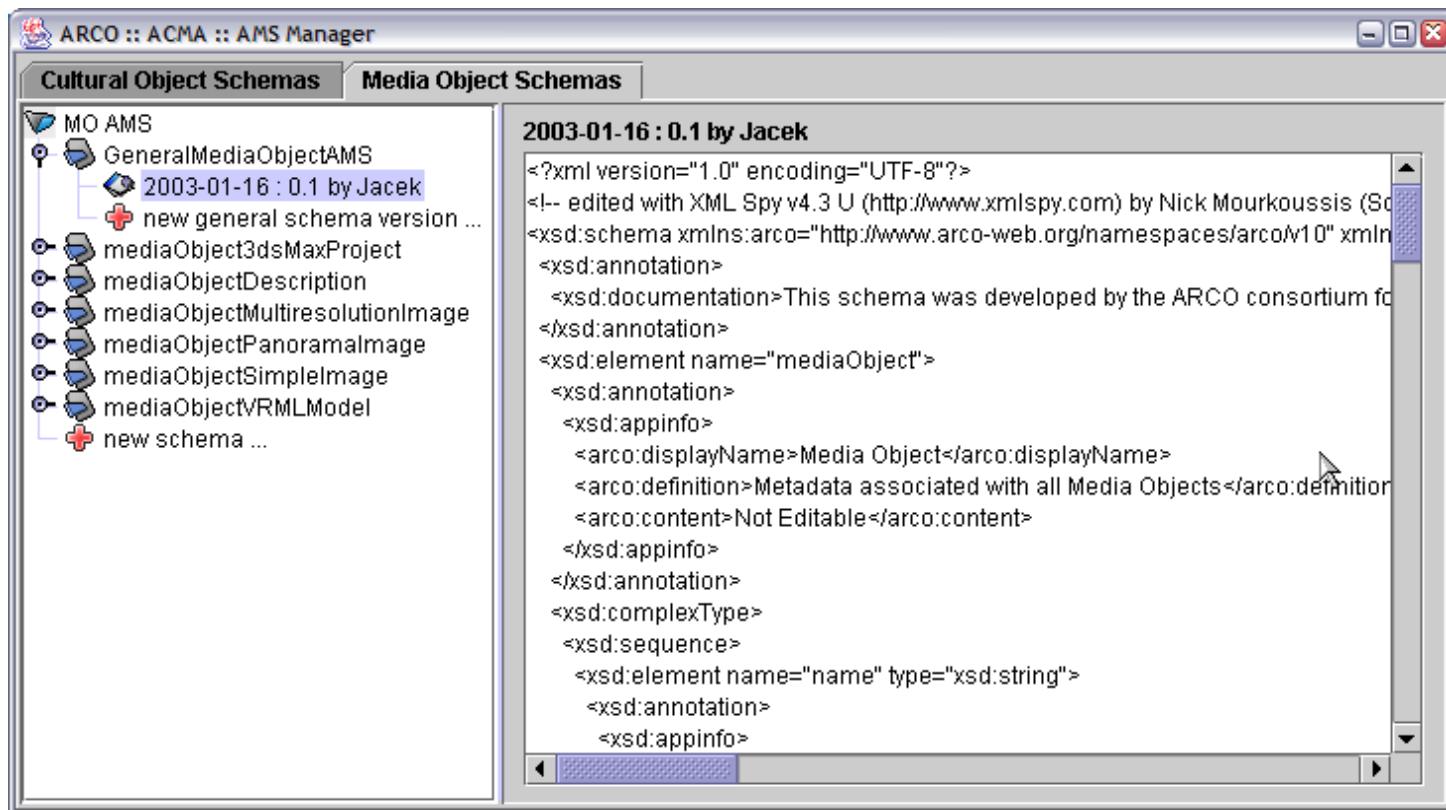 ARCO :: ACMA :: AMS Manager
Cultural Object Schemas
Media Object Schemas
MO AMS
GeneralMediaObjectAMS
2003-01-16 : 0.1 by Jacek
new general schema version ...
mediaObject3dsMaxProject
mediaObjectDescription
mediaObjectMultiresolutionImage
mediaObjectPanoramaImage
mediaObjectSimpleImage
mediaObjectVRMLModel
new schema ...
2003-01-16 : 0.1 by Jacek
<?xml version="1.0" encoding="UTF-8"?>
<!-- edited with XML Spy v4.3 U (http://www.xmlspy.com) by Nick Mourkoussis (Sc
<xsd:schema xmlns:arco="http://www.arco-web.org/namespaces/arco/v10" xmln
<xsd:annotation>
<xsd:documentation>This schema was developed by the ARCO consortium fo
</xsd:annotation>
<xsd:element name="mediaObject">
<xsd:annotation>
<xsd:appinfo>
<arco:displayName>Media Object</arco:displayName>
<arco:definition>Metadata associated with all Media Objects</arco:definition
<arco:content>Not Editable</arco:content>
</xsd:appinfo>
</xsd:annotation>
<xsd:complexType>
<xsd:sequence>
<xsd:element name="name" type="xsd:string">
<xsd:annotation>
<xsd:appinfo>